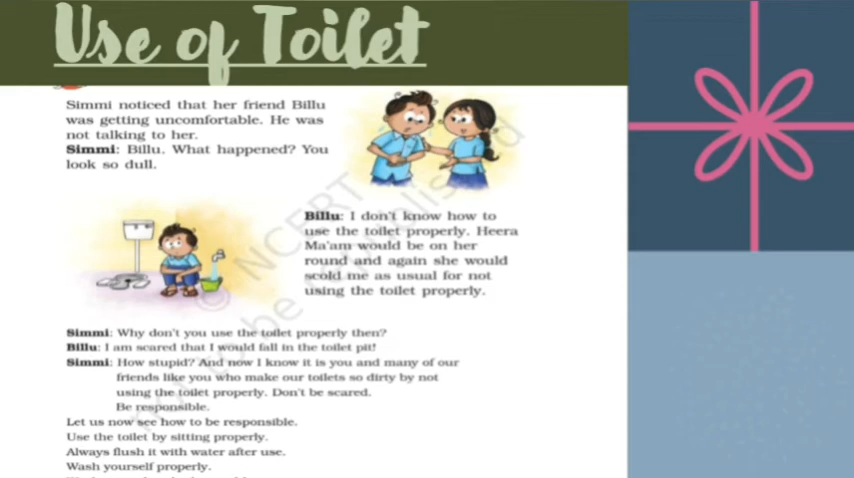 Use of Toilet
Simmi noticed that her friend Billu
was getting uncomfortable. He was
not talking to her.
Simmi: Billu. What happened? You
look so dull.
Billu: I don't know how to
use the toilet properly. Heera
Ma'am would be on her
round and again she would
scold me as usual for not
using the toilet properly.
Simmi: Why don't you use the toilet properly then?
Billu: I am scared that I would fall in the toilet pit!
Simmi: How stupid? And now I know it is you and many of our
friends like you who make our toilets so dirty by not
using the toilet properly. Don't be scared.
Be responsible.
Let us now see how to be responsible.
Use the toilet by sitting properly.
Always flush it with water after use.
Wash yourself properly.
© NCERT